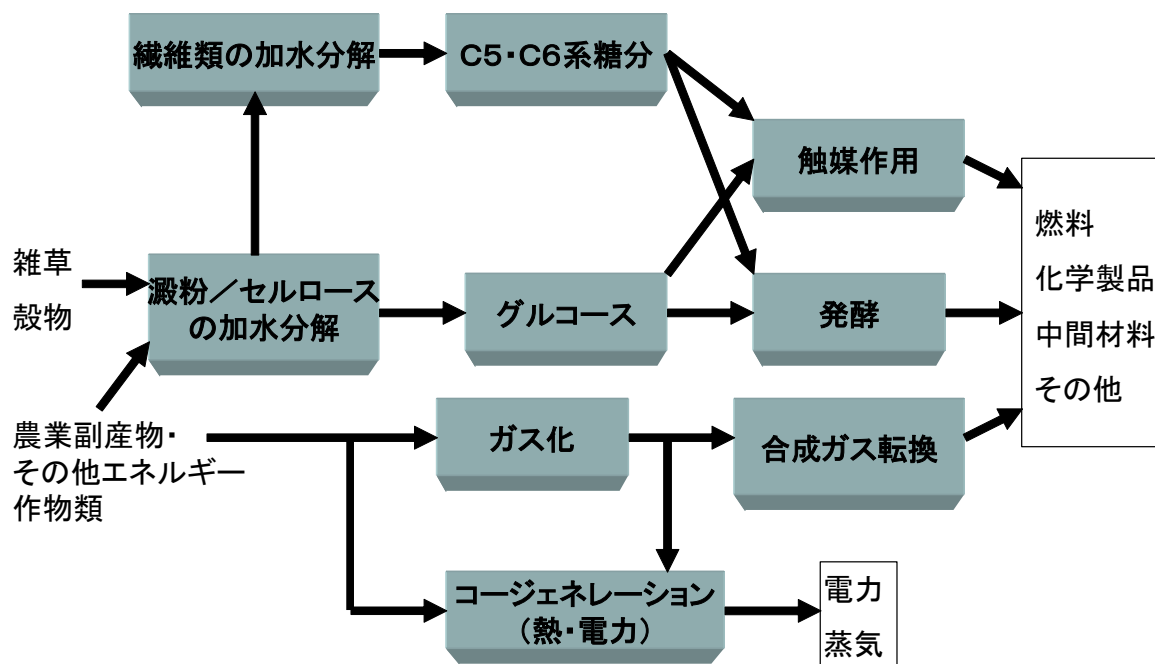 繊維類の加水分解
C5・C6系糖分
触媒作用
雑草
殻物
澱粉／セルロース
の加水分解
グルコース
発酵
燃料
化学製品
中間材料
その他
農業副産物・
その他エネルギー
作物類
ガス化
合成ガス転換
コージェネレーション
（熱・電力）
電力
蒸気